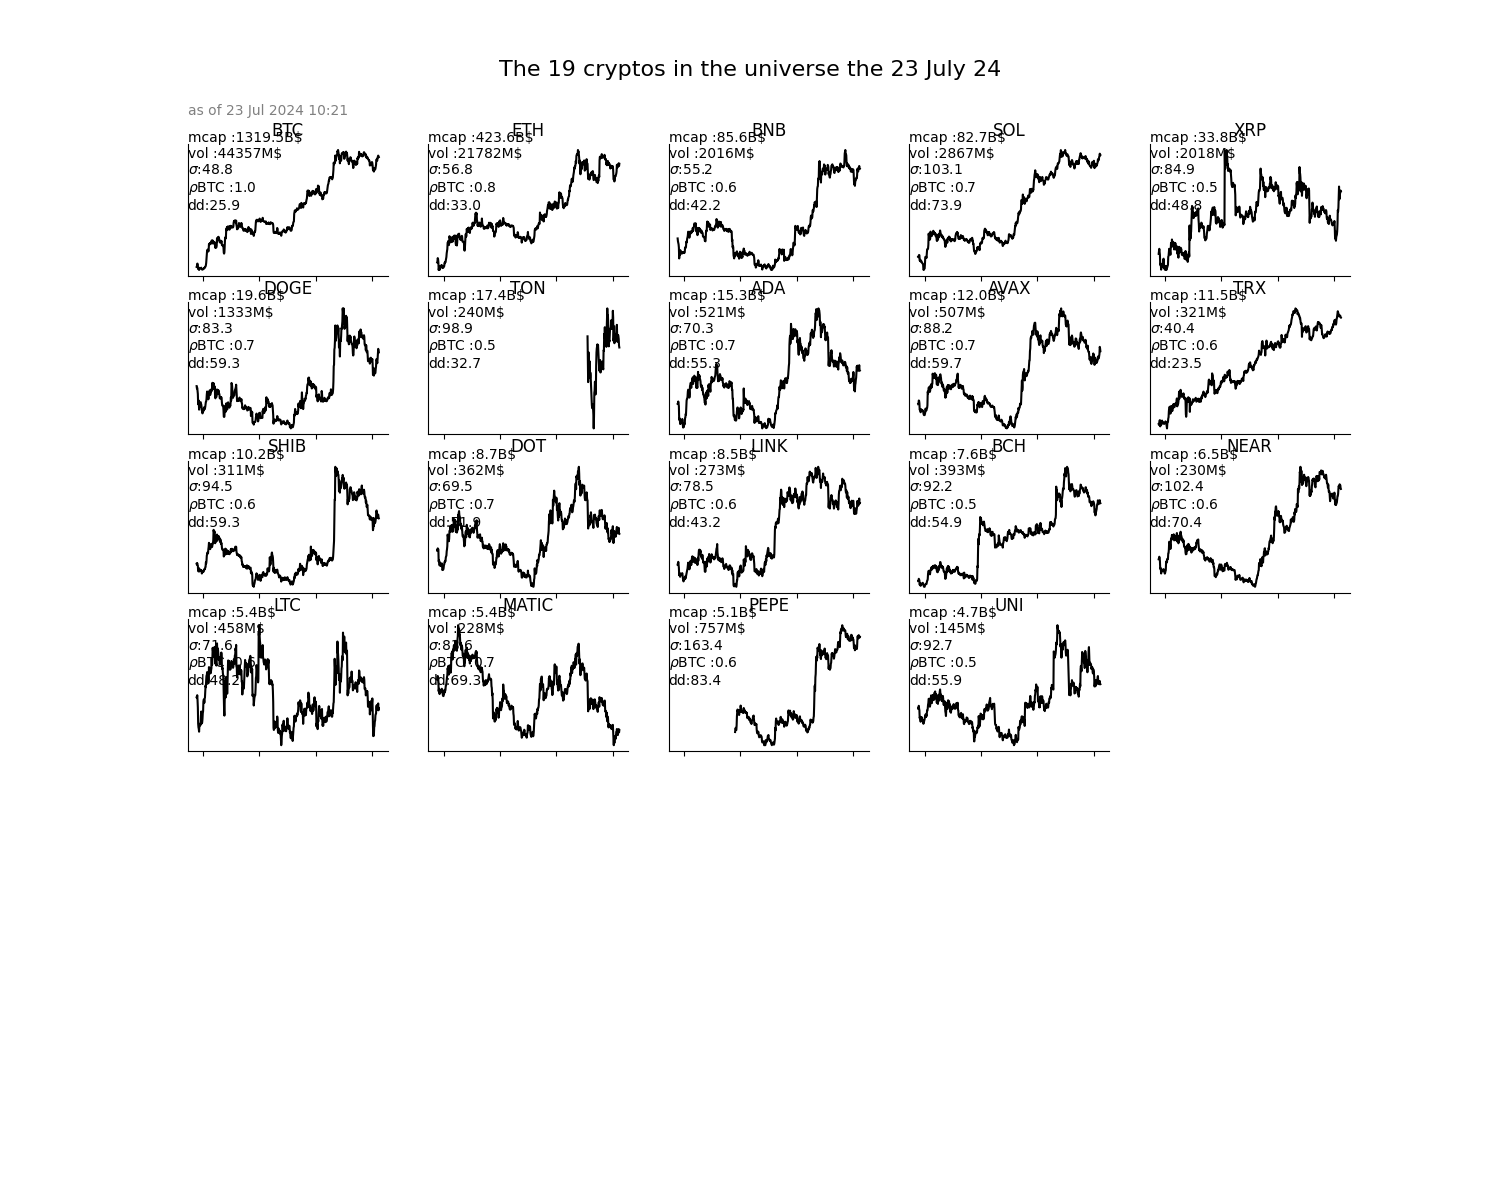 The 19 cryptos in the universe the 23 July 24
as of 23 Jul 2024 10:21
BTC
mcap :1319.5B$
vol :44357M$
σ:48.8
ρBTC :1.0
dd:25.9
ETH
mcap :423.6B$
vol :21782M$
σ:56.8
ρBTC :0.8
dd:33.0
BNB
mcap :85.6B$
vol :2016M$
σ:55.2
ρBTC :0.6
dd:42.2
SOL
mcap :82.7B$
vol :2867M$
σ:103.1
ρBTC :0.7
dd:73.9
XRP
mcap :33.8B$
vol :2018M$
σ:84.9
ρBTC :0.5
dd:48.8
DOGE
mcap :19.6B$
vol :1333M$
σ:83.3
ρBTC :0.7
dd:59.3
TON
mcap :17.4B$
vol :240M$
σ:98.9
ρBTC :0.5
dd:32.7
ADA
mcap :15.3B$
vol :521M$
σ:70.3
ρBTC :0.7
dd:55.3
AVAX
mcap :12.0B$
vol :507M$
σ:88.2
ρBTC :0.7
dd:59.7
TRX
mcap :11.5B$
vol :321M$
σ:40.4
ρBTC :0.6
dd:23.5
SHIB
mcap :10.2B$
vol :311M$
σ:94.5
ρBTC :0.6
dd:59.3
DOT
mcap :8.7B$
vol :362M$
σ:69.5
ρBTC :0.7
LINK
mcap :8.5B$
vol :273M$
σ:78.5
ρBTC :0.6
dd:43.2
BCH
mcap :7.6B$
vol :393M$
σ:92.2
ρBTC :0.5
dd:54.9
NEAR
mcap :6.5B$
vol :230M$
σ:102.4
ρBTC :0.6
dd:70.4
LTC
mcap :5.4B$
vol :458M$
σ:71.6
ρBTC :0.6
dd:48.2
MATIC
mcap :5.4B$
vol :228M$
ρBTC :0.7
dd:69.3
PEPE
mcap :5.1B$
vol :757M$
σ:163.4
ρBTC :0.6
dd:83.4
UNI
mcap :4.7B$
vol :145M$
σ:92.7
ρBTC :0.5
dd:55.9